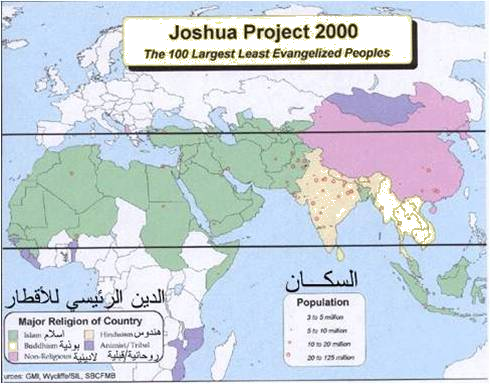 Joshua Project 2000
The 100 Largest Least Evangelized Peoples
السكان
الدين الرئيسي للأقطار
Population
3 to 5 million
5 to 10 million
10 to 20 million
20 to 125 million
Major Religion of Country
Islam اسلام
Hinduism هندوس
Buddhism بوذية
Animist/Tribal
Non-Religious لادينية
روحانية/قبلية
ources: GMI, Wycliffe/SIL, SBCFMB